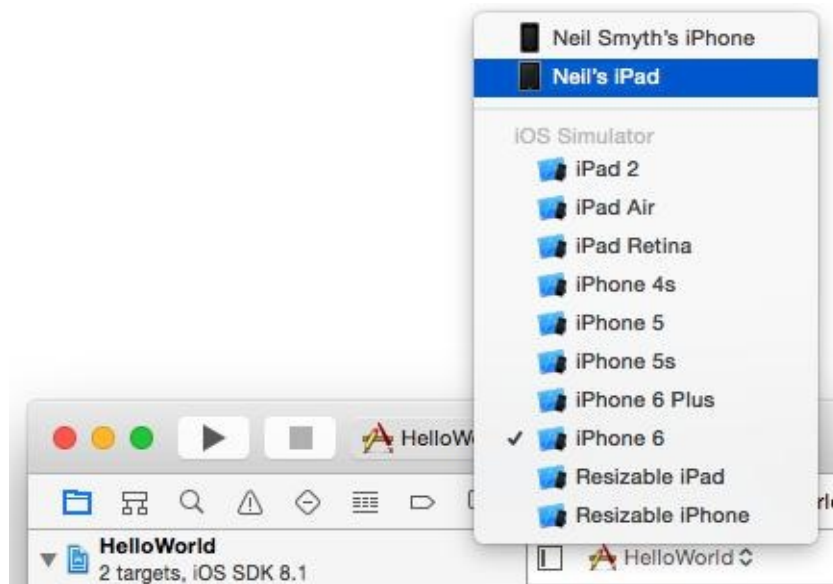 Neil Smyth's iPhone
Neil's iPad
iOS Simulator
iPad 2
iPad Air
iPad Retina
iPhone 4s
iPhone 5
iPhone 5s
iPhone 6 Plus
iPhone 6
Resizable iPad
Resizable iPhone
HelloWorld
2 targets, iOS SDK 8.1
HelloWorld